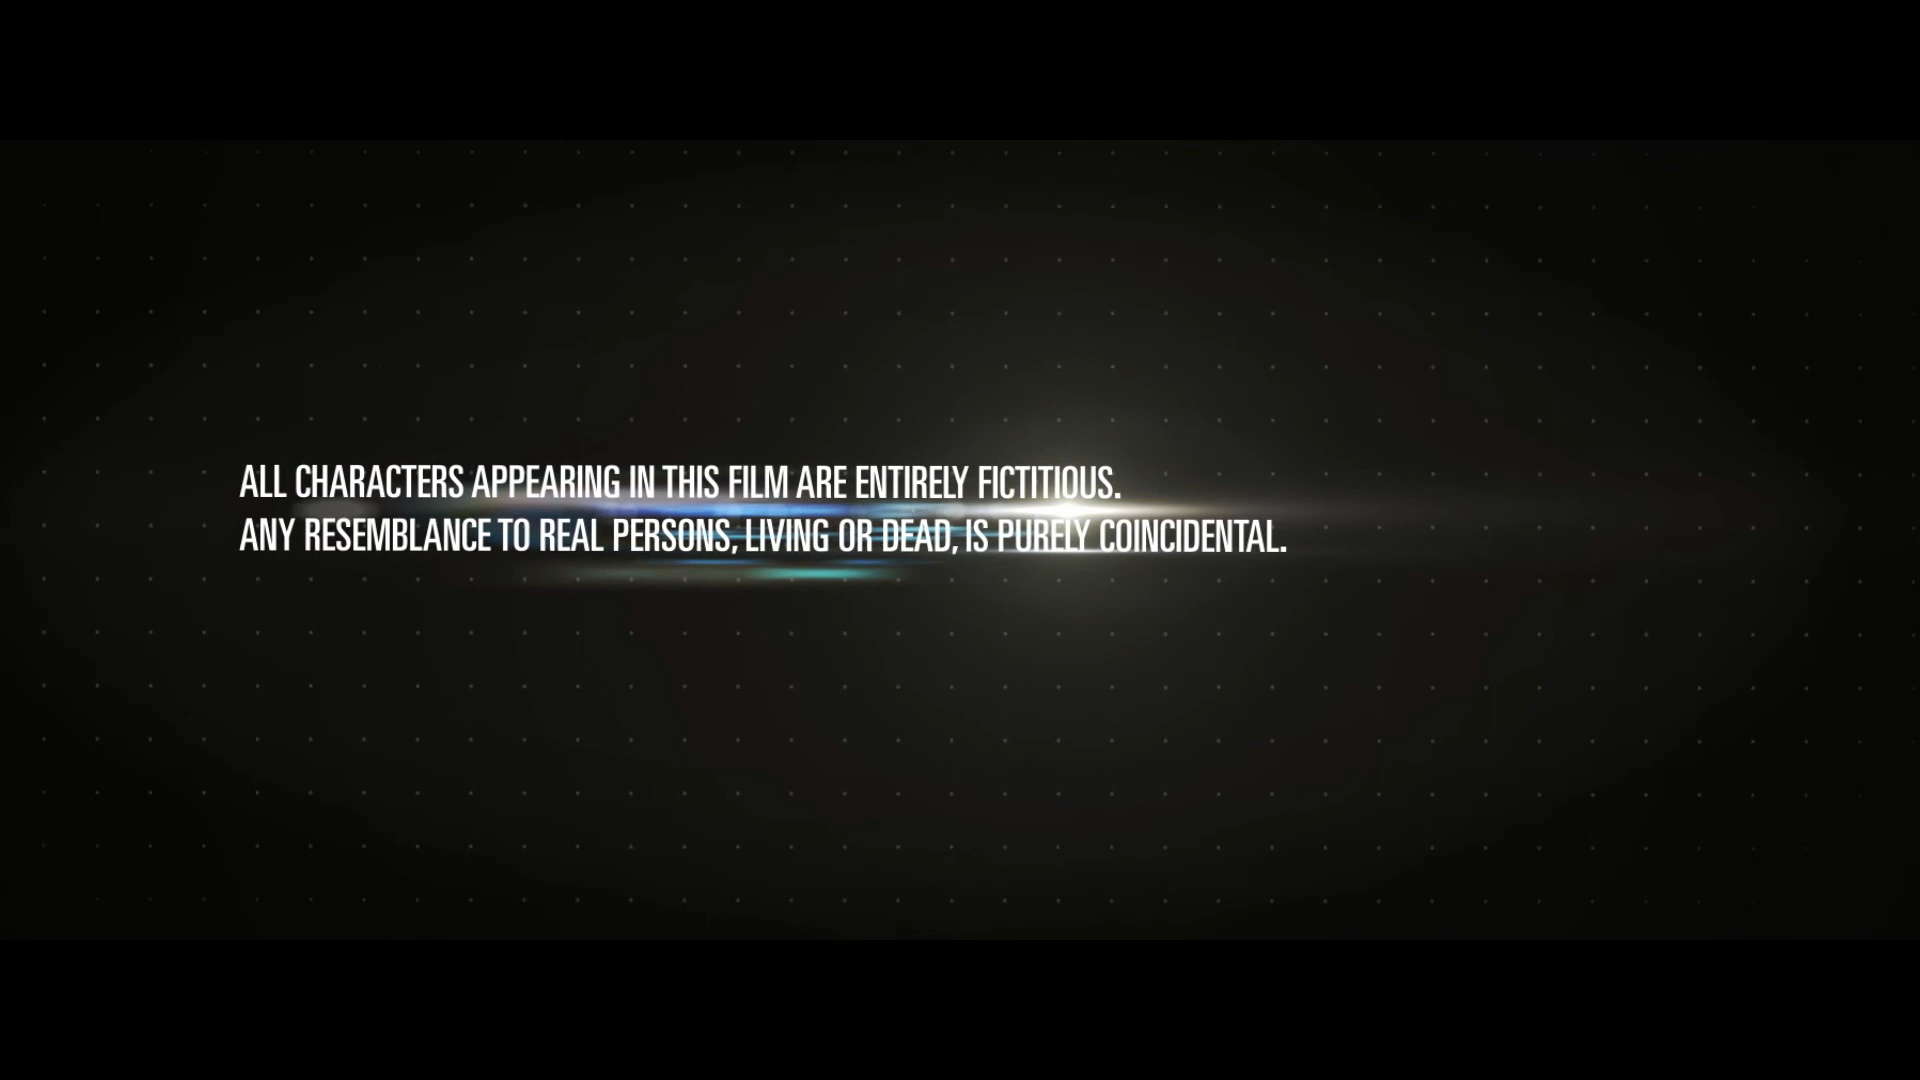 ALL CHARACTERS APPEARING IN THIS FILM ARE ENTIRELY FICTITIOUS.
ANY RESEMBLANCE TO REAL PERSONS, LIVING OR DEAD, IS PURELY COINCIDENTAL.